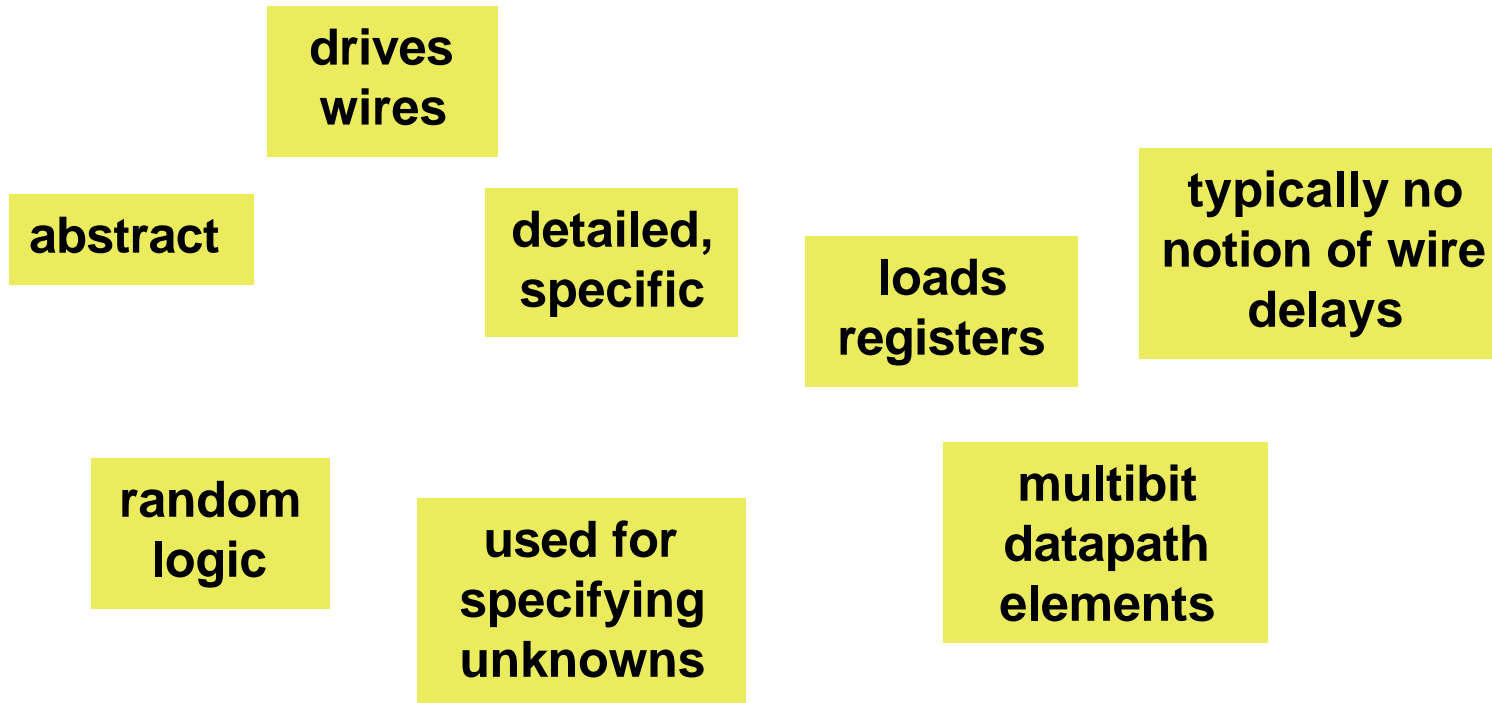 drives
wires
abstract
detailed,
specific
loads
registers
typically no
notion of wire
delays
random
logic
used for
specifying
unknowns
multibit
datapath
elements